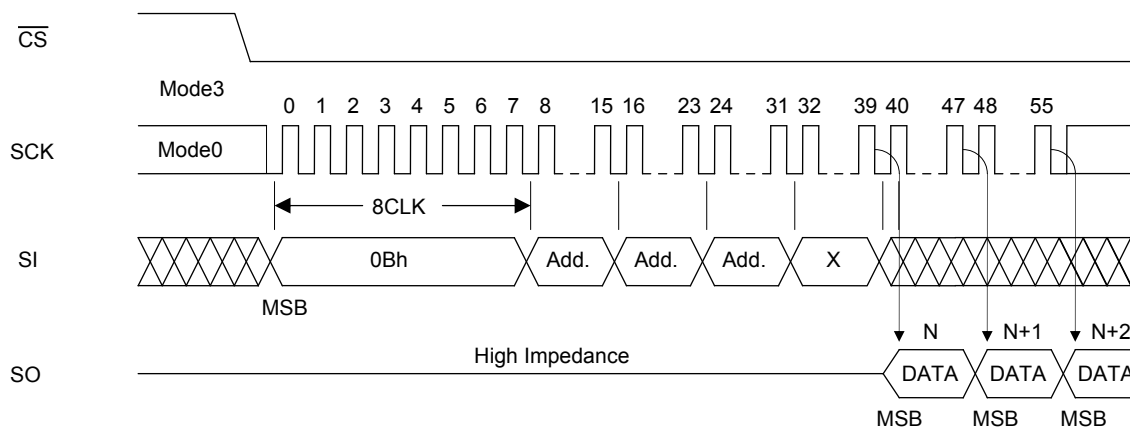 CS
Mode3
0 1 2 3 4 5 6 7 8 15 16 23 24 31 32 39 40 47 48 55
SCK Mode0
8CLK
SI 0Bh Add. Add. Add. X
MSB
N N+1 N+2
High Impedance
SO DATA DATA DATA
MSB MSB MSB